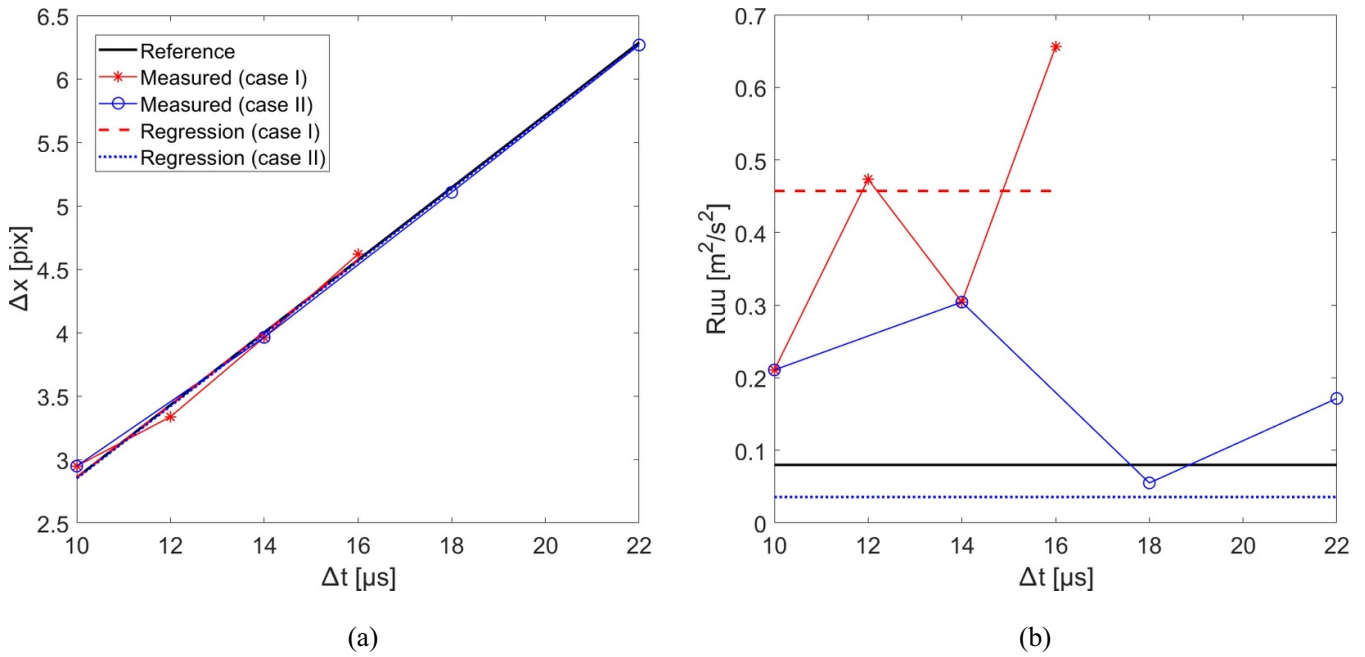 6.5
6
5.5
5
4.5
4
3.5
3
2.5
Δx [pix]
Reference
Measured (case I)
Measured (case II)
Regression (case I)
Regression (case II)
10
12
14
16
18
20
22
Δt [µs]
(a)
0.7
0.6
0.5
0.4
0.3
0.2
0.1
0
Ruu [m²/s²]
10
12
14
16
18
20
22
Δt [µs]
(b)